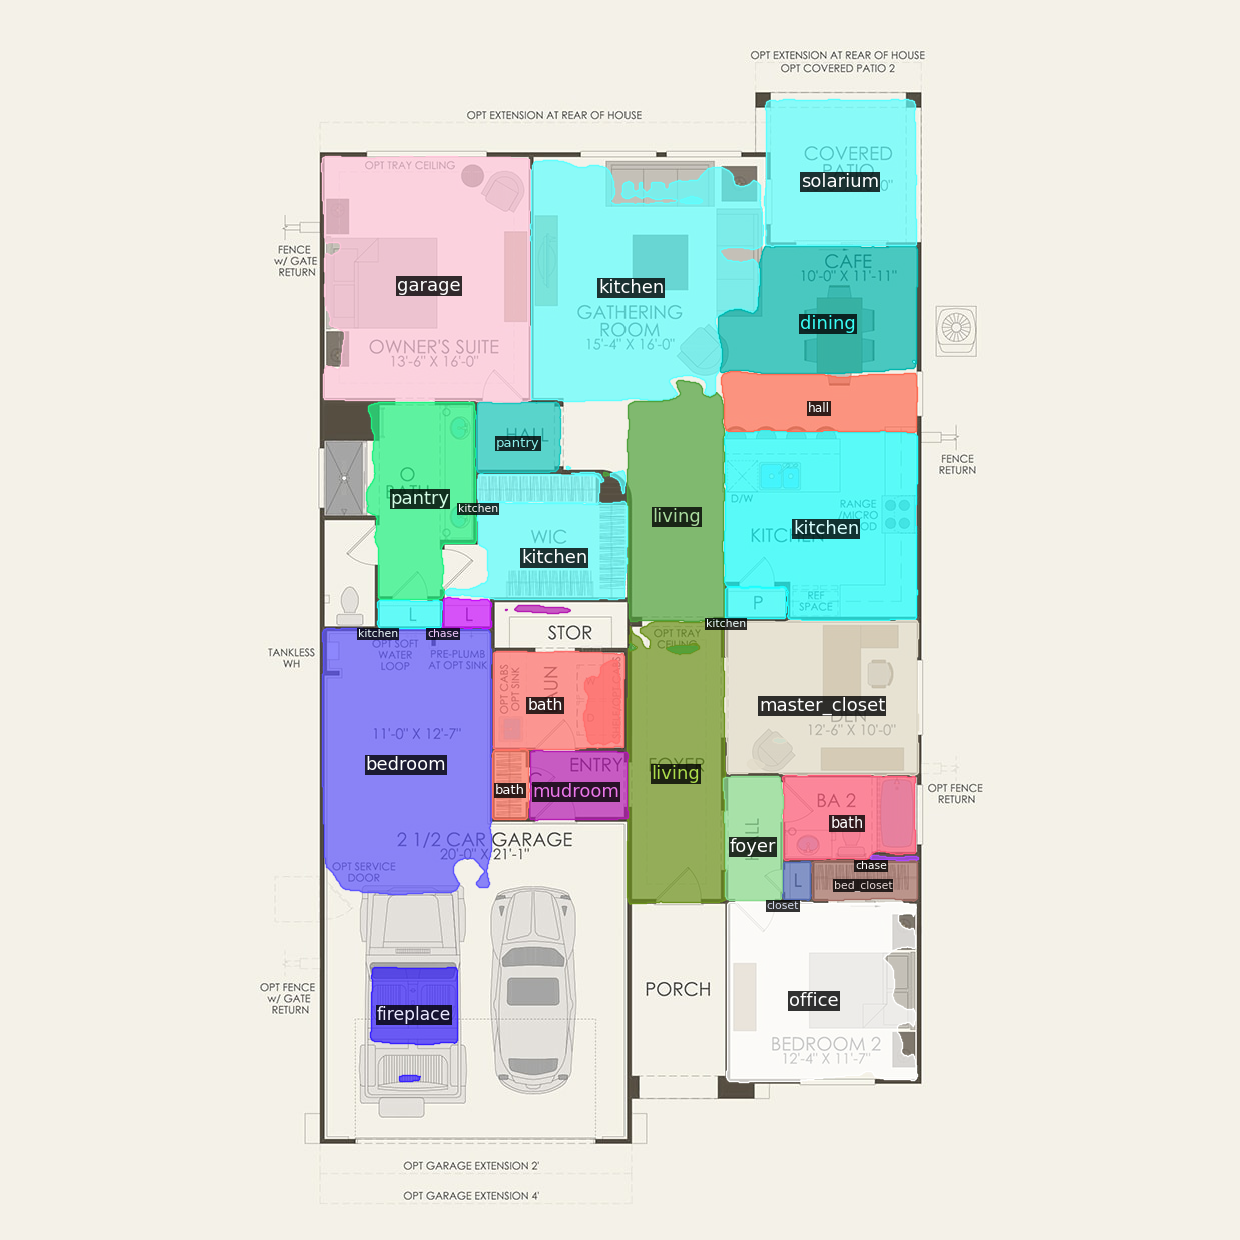 OPT EXTENSION AT REAR OF HOUSE
OPT COVERED PATIO 2
OPT EXTENSION AT REAR OF HOUSE
OPT TRAY CEILING
COVERED
PATIO
solarium
FENCE
w/ GATE
RETURN
garage
kitchen
CAFE
10'-0" X 11'-11"
GATHERING
ROOM
15'-4" X 16'-0"
dining
OWNER'S SUITE
13'-6" X 16'-0"
hall
HALL
pantry
FENCE
RETURN
O
BATH
pantry
kitchen
D/W
RANGE
/MICRO
HOOD
living
kitchen
KITCHEN
WIC
kitchen
P
REF
SPACE
L
L
kitchen
chase
kitchen
STOR
OPT TRAY
CEILING
OPT SOFT
WATER
LOOP
PRE-PLUMB
AT OPT SINK
TANKLESS
WH
OPT CABS
OPT SINK
LAUN
bath
master_closet
DEN
12'-6" X 10'-0"
11'-0" X 12'-7"
bedroom
ENTRY
FOYER
living
bath
mudroom
OPT FENCE
RETURN
BA 2
bath
2 1/2 CAR GARAGE
20'-0" X 21'-1"
HALL
foyer
OPT SERVICE
DOOR
chase
L
bed_closet
closet
OPT FENCE
w/ GATE
RETURN
fireplace
PORCH
office
BEDROOM 2
12'-4" X 11'-7"
OPT GARAGE EXTENSION 2'
OPT GARAGE EXTENSION 4'